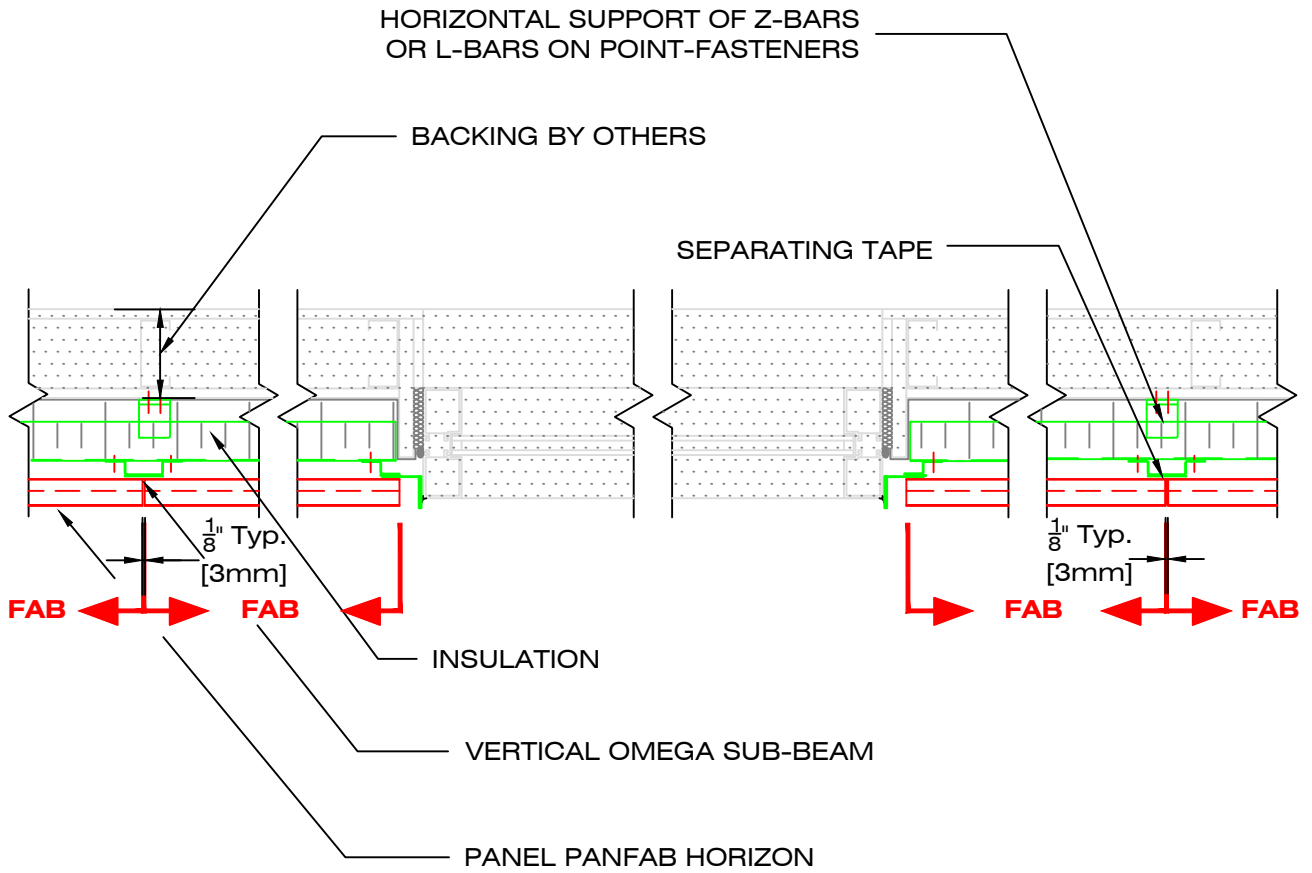 HORIZONTAL SUPPORT OF Z-BARS
OR L-BARS ON POINT-FASTENERS
BACKING BY OTHERS
SEPARATING TAPE
1/8" Typ.
[3mm]
1/8" Typ.
[3mm]
FAB
FAB
FAB
FAB
INSULATION
VERTICAL OMEGA SUB-BEAM
PANEL PANFAB HORIZON